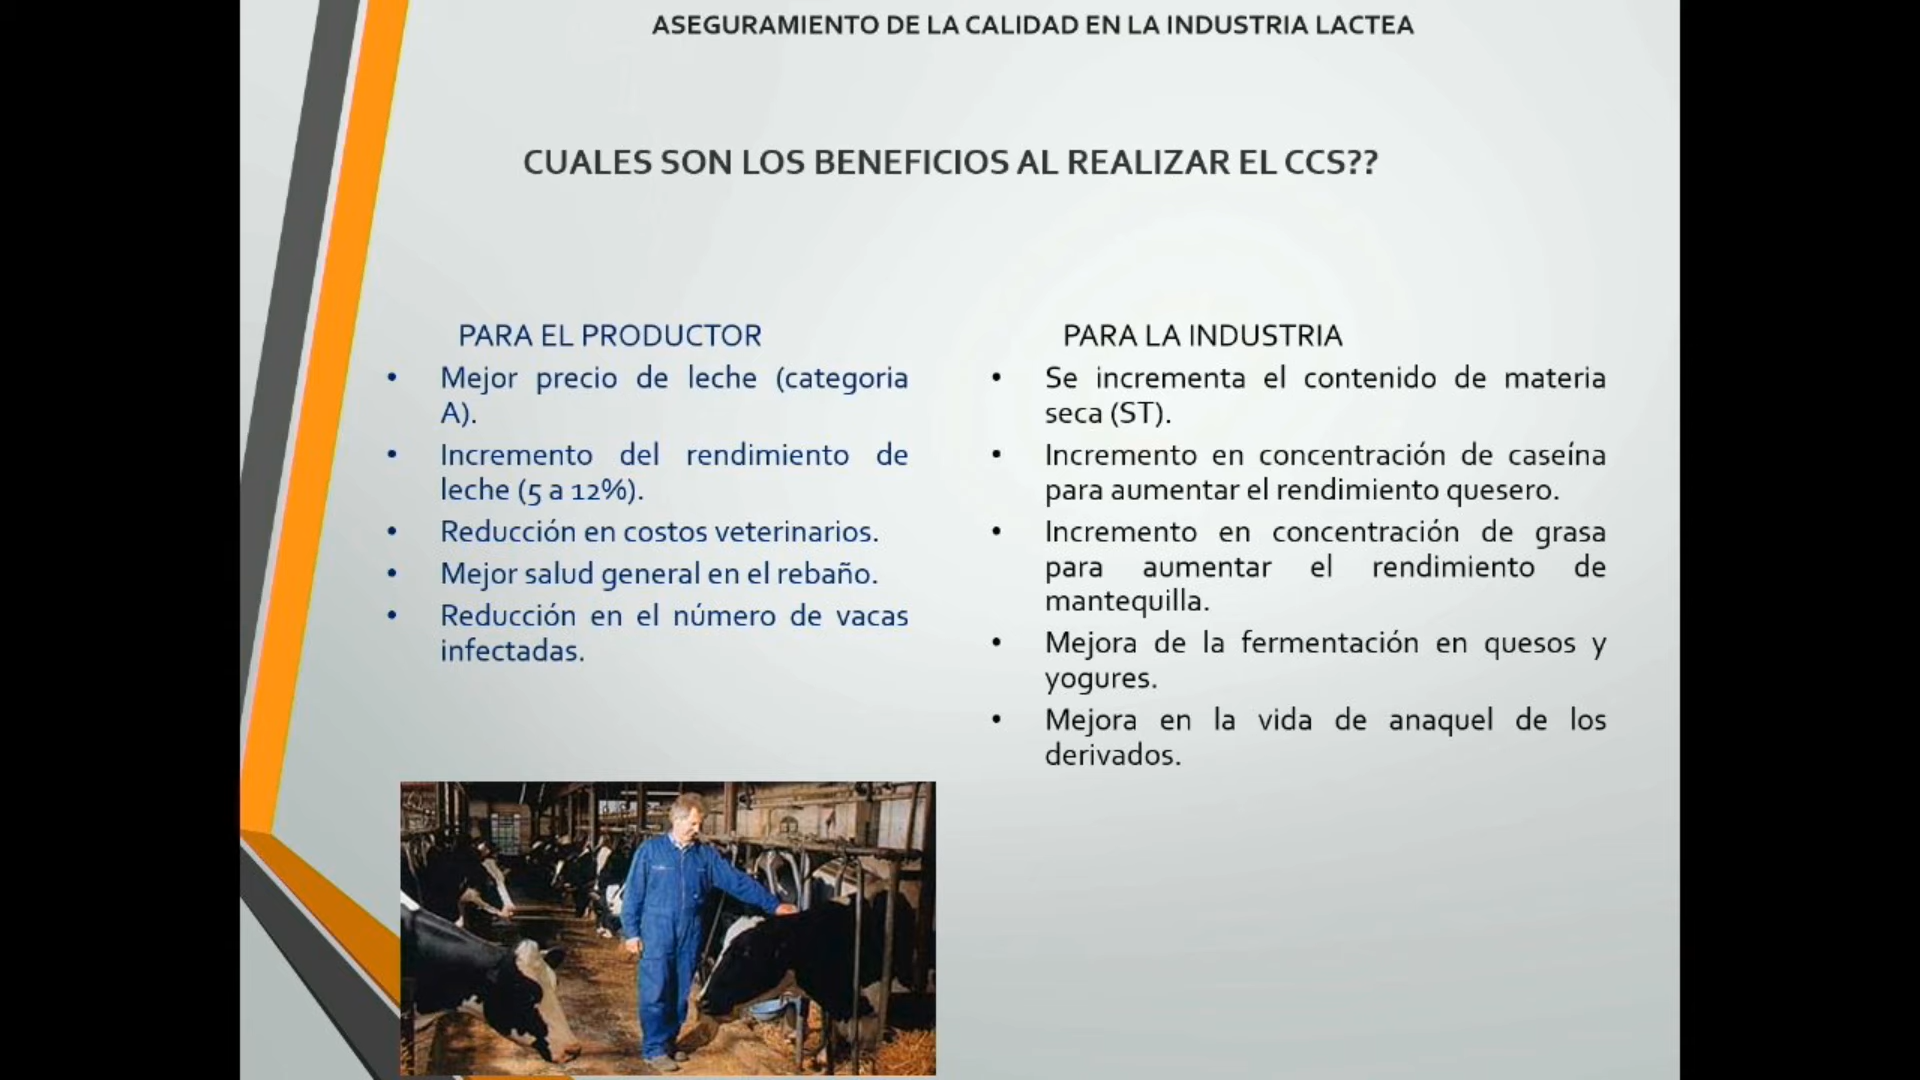 ASEGURAMIENTO DE LA CALIDAD EN LA INDUSTRIA LACTEA
CUALES SON LOS BENEFICIOS AL REALIZAR EL CCS??
PARA EL PRODUCTOR
• Mejor precio de leche (categoria
A).
• Incremento del rendimiento de
leche (5 a 12%).
• Reducción en costos veterinarios.
• Mejor salud general en el rebaño.
• Reducción en el número de vacas
infectadas.
PARA LA INDUSTRIA
• Se incrementa el contenido de materia
seca (ST).
• Incremento en concentración de caseína
para aumentar el rendimiento quesero.
• Incremento en concentración de grasa
para aumentar el rendimiento de
mantequilla.
• Mejora de la fermentación en quesos y
yogures.
• Mejora en la vida de anaquel de los
derivados.